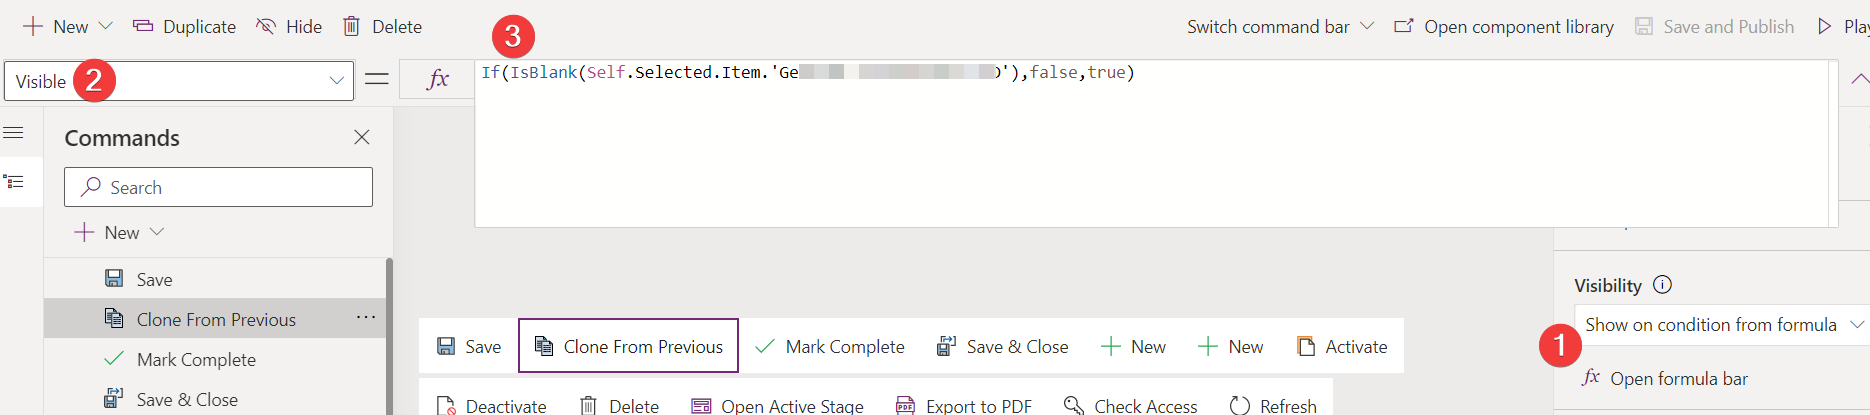 New Duplicate Hide Delete 3 Switch command bar Open component library Save and Publish Play
Visible 2 = fx If(IsBlank(Self.Selected.Item.'Ge
'),false,true)
Commands
Search
New
Save
Clone From Previous ...
Mark Complete
Save & Close
Save Clone From Previous Mark Complete Save & Close New New Activate
Deactivate Delete Open Active Stage Export to PDF Check Access Refresh
Visibility
Show on condition from formula
1
fx Open formula bar